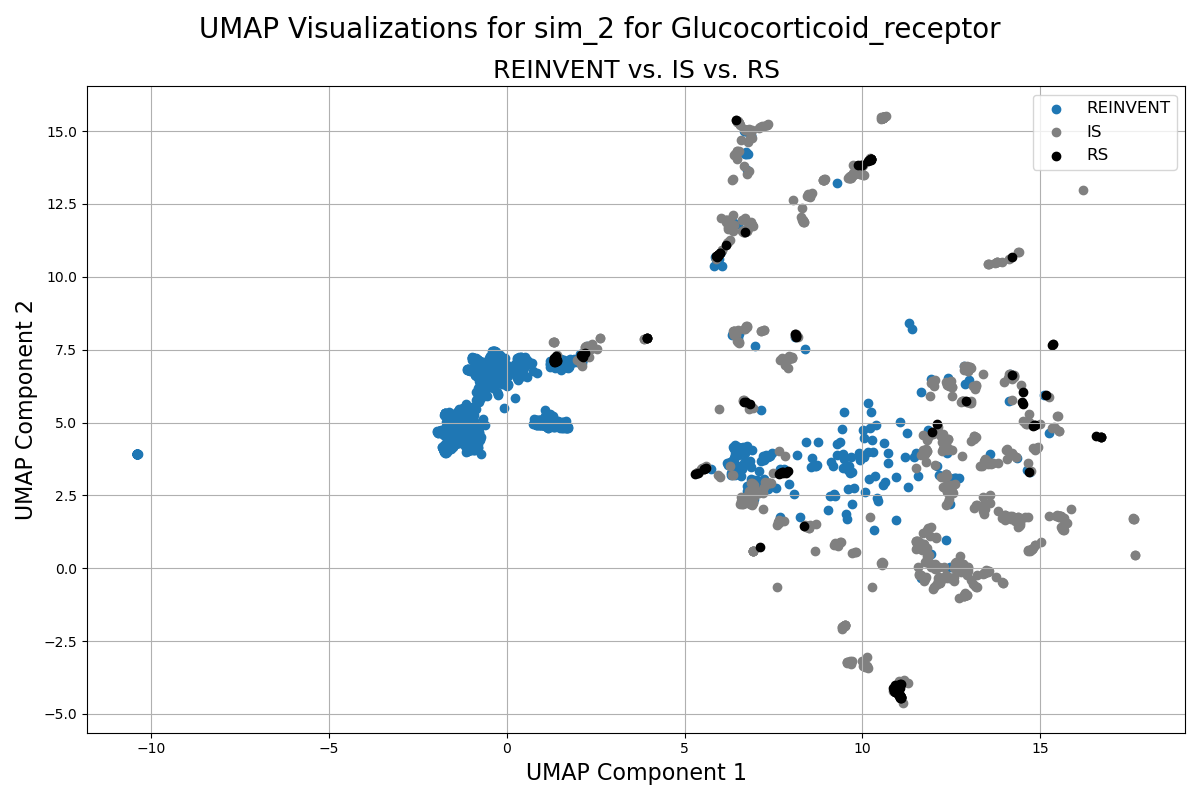 UMAP Visualizations for sim_2 for Glucocorticoid_receptor
REINVENT vs. IS vs. RS
REINVENT
IS
RS
15.0
12.5
10.0
7.5
5.0
2.5
0.0
−2.5
−5.0
UMAP Component 2
−10
−5
0
5
10
15
UMAP Component 1